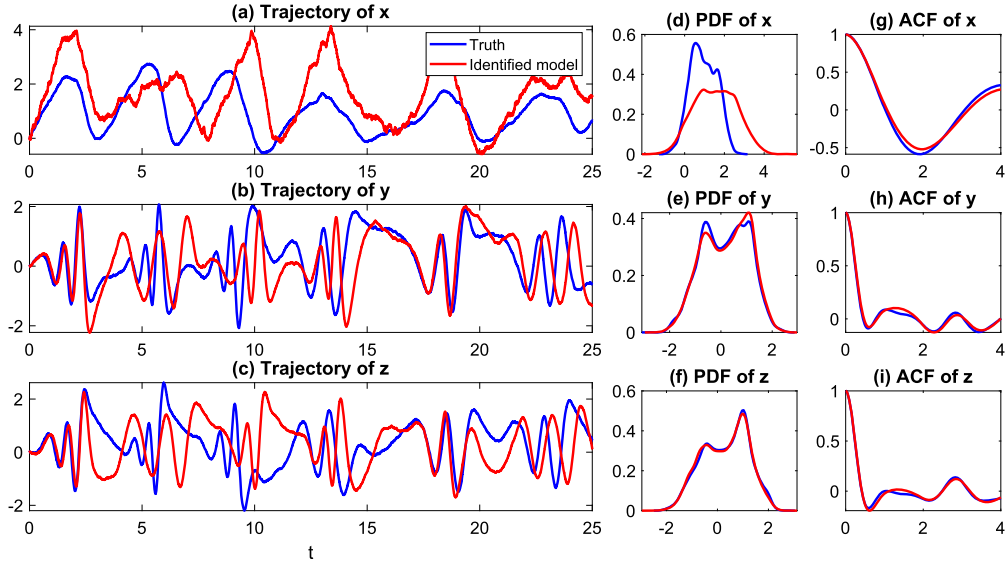 (a) Trajectory of x
4
2
0
0 5 10 15 20 25
Truth
Identified model
(b) Trajectory of y
2
0
-2
0 5 10 15 20 25
(c) Trajectory of z
2
0
-2
0 5 10 15 20 25
t
(d) PDF of x
0.6
0.4
0.2
0
-2 0 2 4
(e) PDF of y
0.4
0.2
0
-2 0 2
(f) PDF of z
0.6
0.4
0.2
0
-2 0 2
(g) ACF of x
1
0.5
0
-0.5
0 2 4
(h) ACF of y
1
0.5
0
0 2 4
(i) ACF of z
1
0.5
0
0 2 4